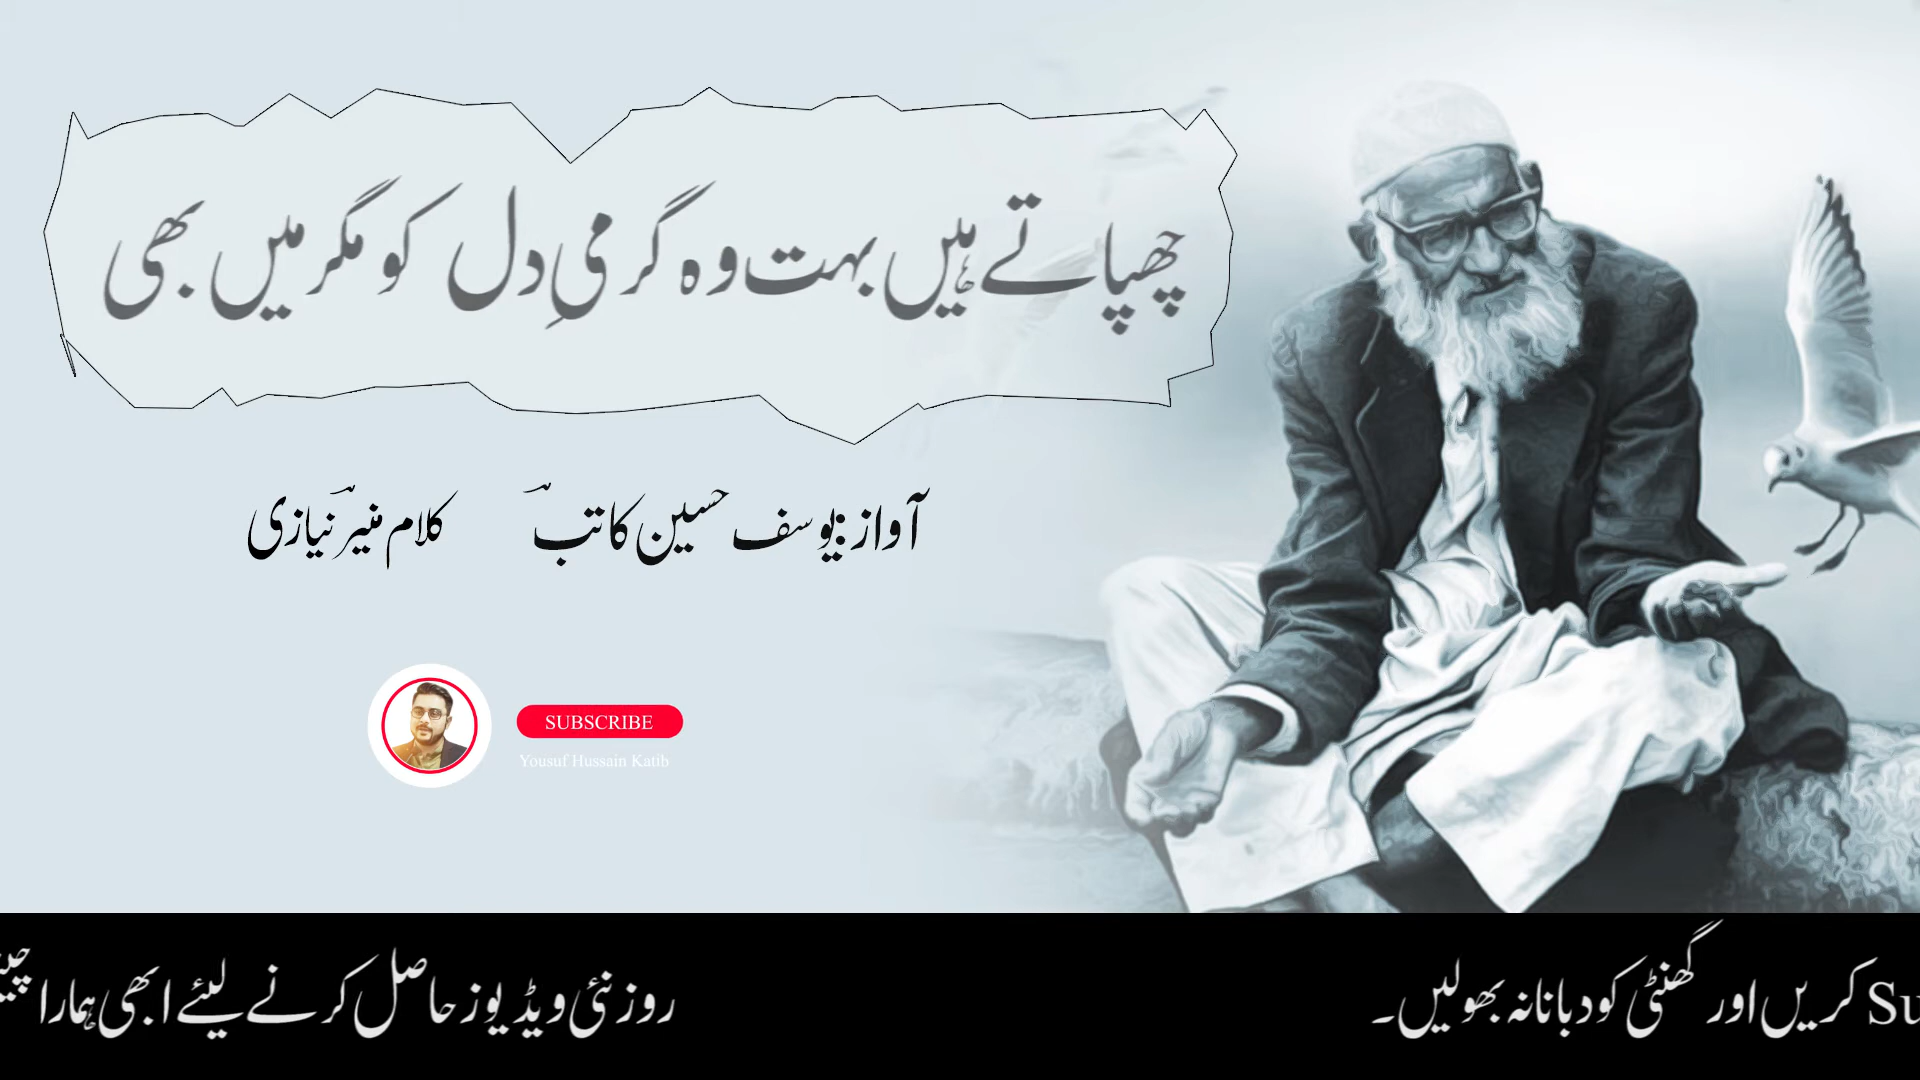 چھپاتے ہیں بہت وہ گرمیِ دل کو مگر میں بھی
آواز: یوسف حسین کاتبؔ
کلام منیرؔ نیازی
SUBSCRIBE
Yousuf Hussain Katib
کریں اور گھنٹی کو دبانا نہ بھولیں۔
روز نئی ویڈیوز حاصل کرنے لیئے ابھی ہمارا